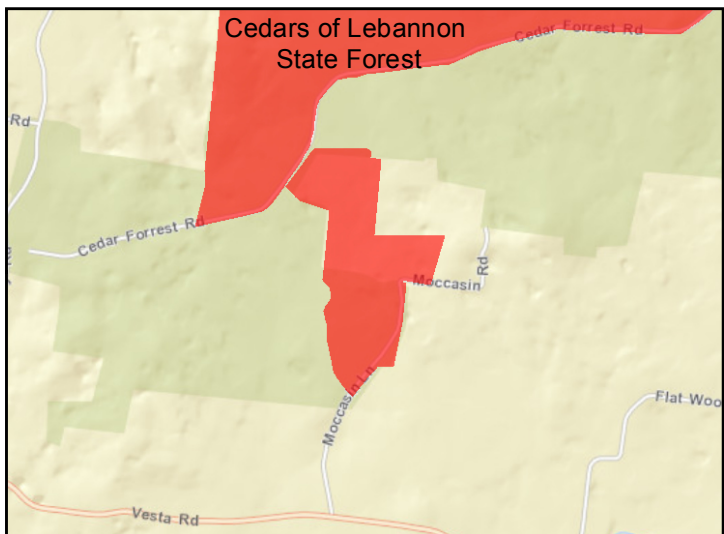 Cedars of Lebannon
State Forest
Cedar Forrest Rd
Rd
Cedar Forrest Rd
Moccasin
Rd
Moccasin Ln
Flat Woo
Vesta Rd